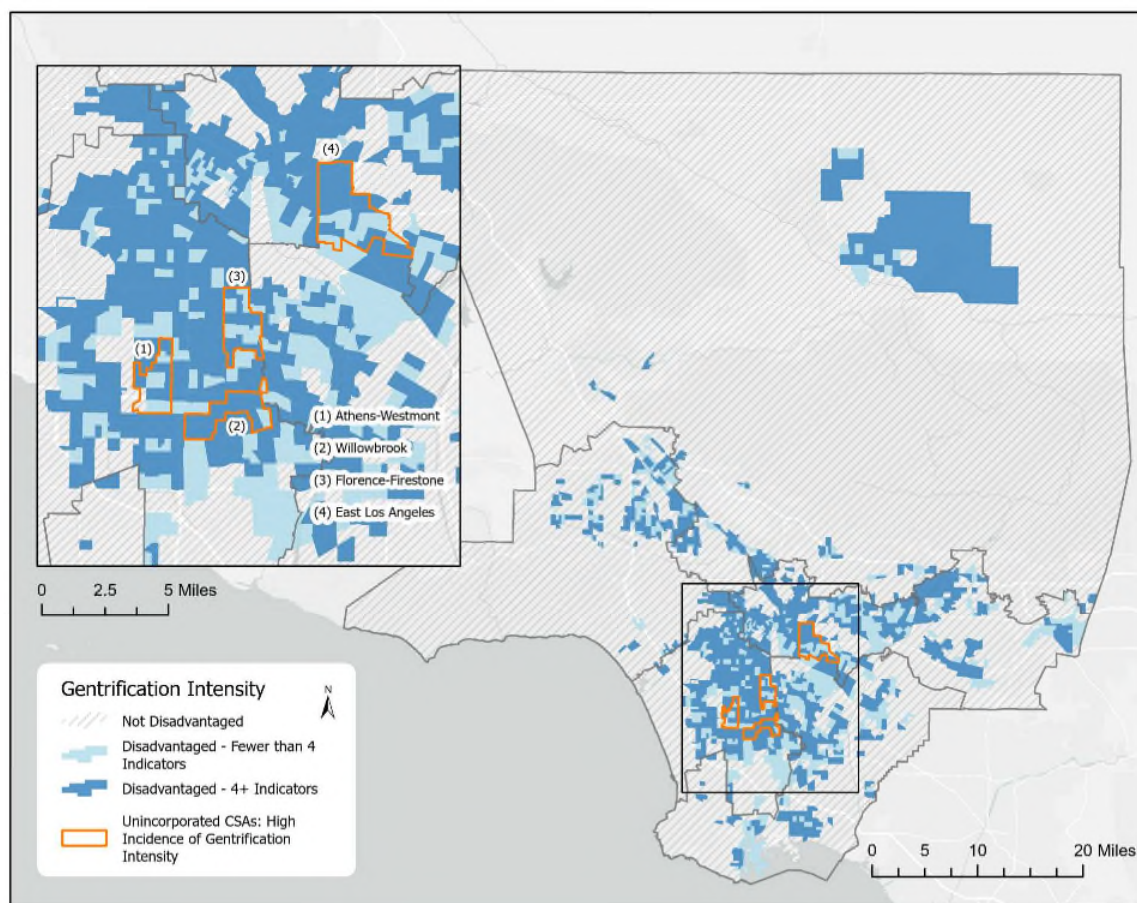 (4)
(3)
(1)
(2)
(1) Athens-Westmont
(2) Willowbrook
(3) Florence-Firestone
(4) East Los Angeles
0 2.5 5 Miles
Gentrification Intensity
N
Not Disadvantaged
Disadvantaged - Fewer than 4
Indicators
Disadvantaged - 4+ Indicators
Unincorporated CSAs: High
Incidence of Gentrification
Intensity
0 5 10 20 Miles